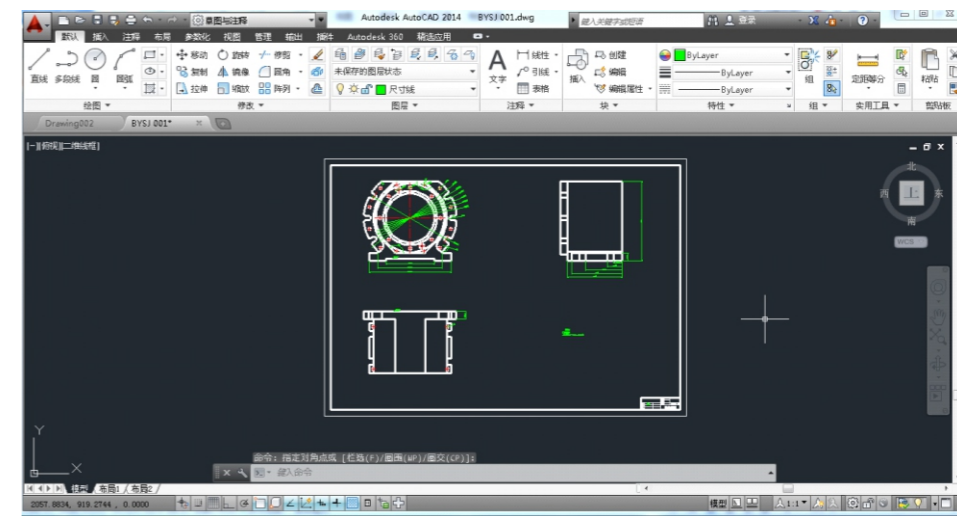 草图与注释 Autodesk AutoCAD 2014 BYSJ 001.dwg 键入关键字或短语 登录
默认 插入 注释 布局 参数化 视图 管理 输出 插件 Autodesk 360 精选应用
移动 旋转 修剪 线性 创建 ByLayer
直线 多段线 圆 圆弧 复制 镜像 圆角 未保存的图层状态 文字 引线 插入 编辑 ByLayer 组 定距等分 粘贴
拉伸 缩放 阵列 尺寸线 表格 编辑属性 ByLayer
绘图 修改 图层 注释 块 特性 组 实用工具 剪贴板
Drawing002 BYSJ 001*
[-][俯视][二维线框]
北
西 上 东
南
WCS
Y
X
命令: 指定对角点或 [栏选(F)/圈围(WP)/圈交(CP)]:
键入命令
模型 布局1 布局2
2057.8834, 919.2744 , 0.0000 模型 1:1